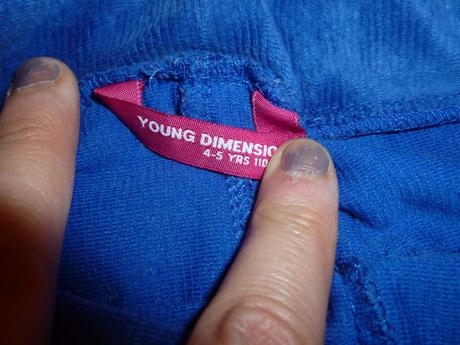 YOUNG DIMENSIO
4-5 YRS 110